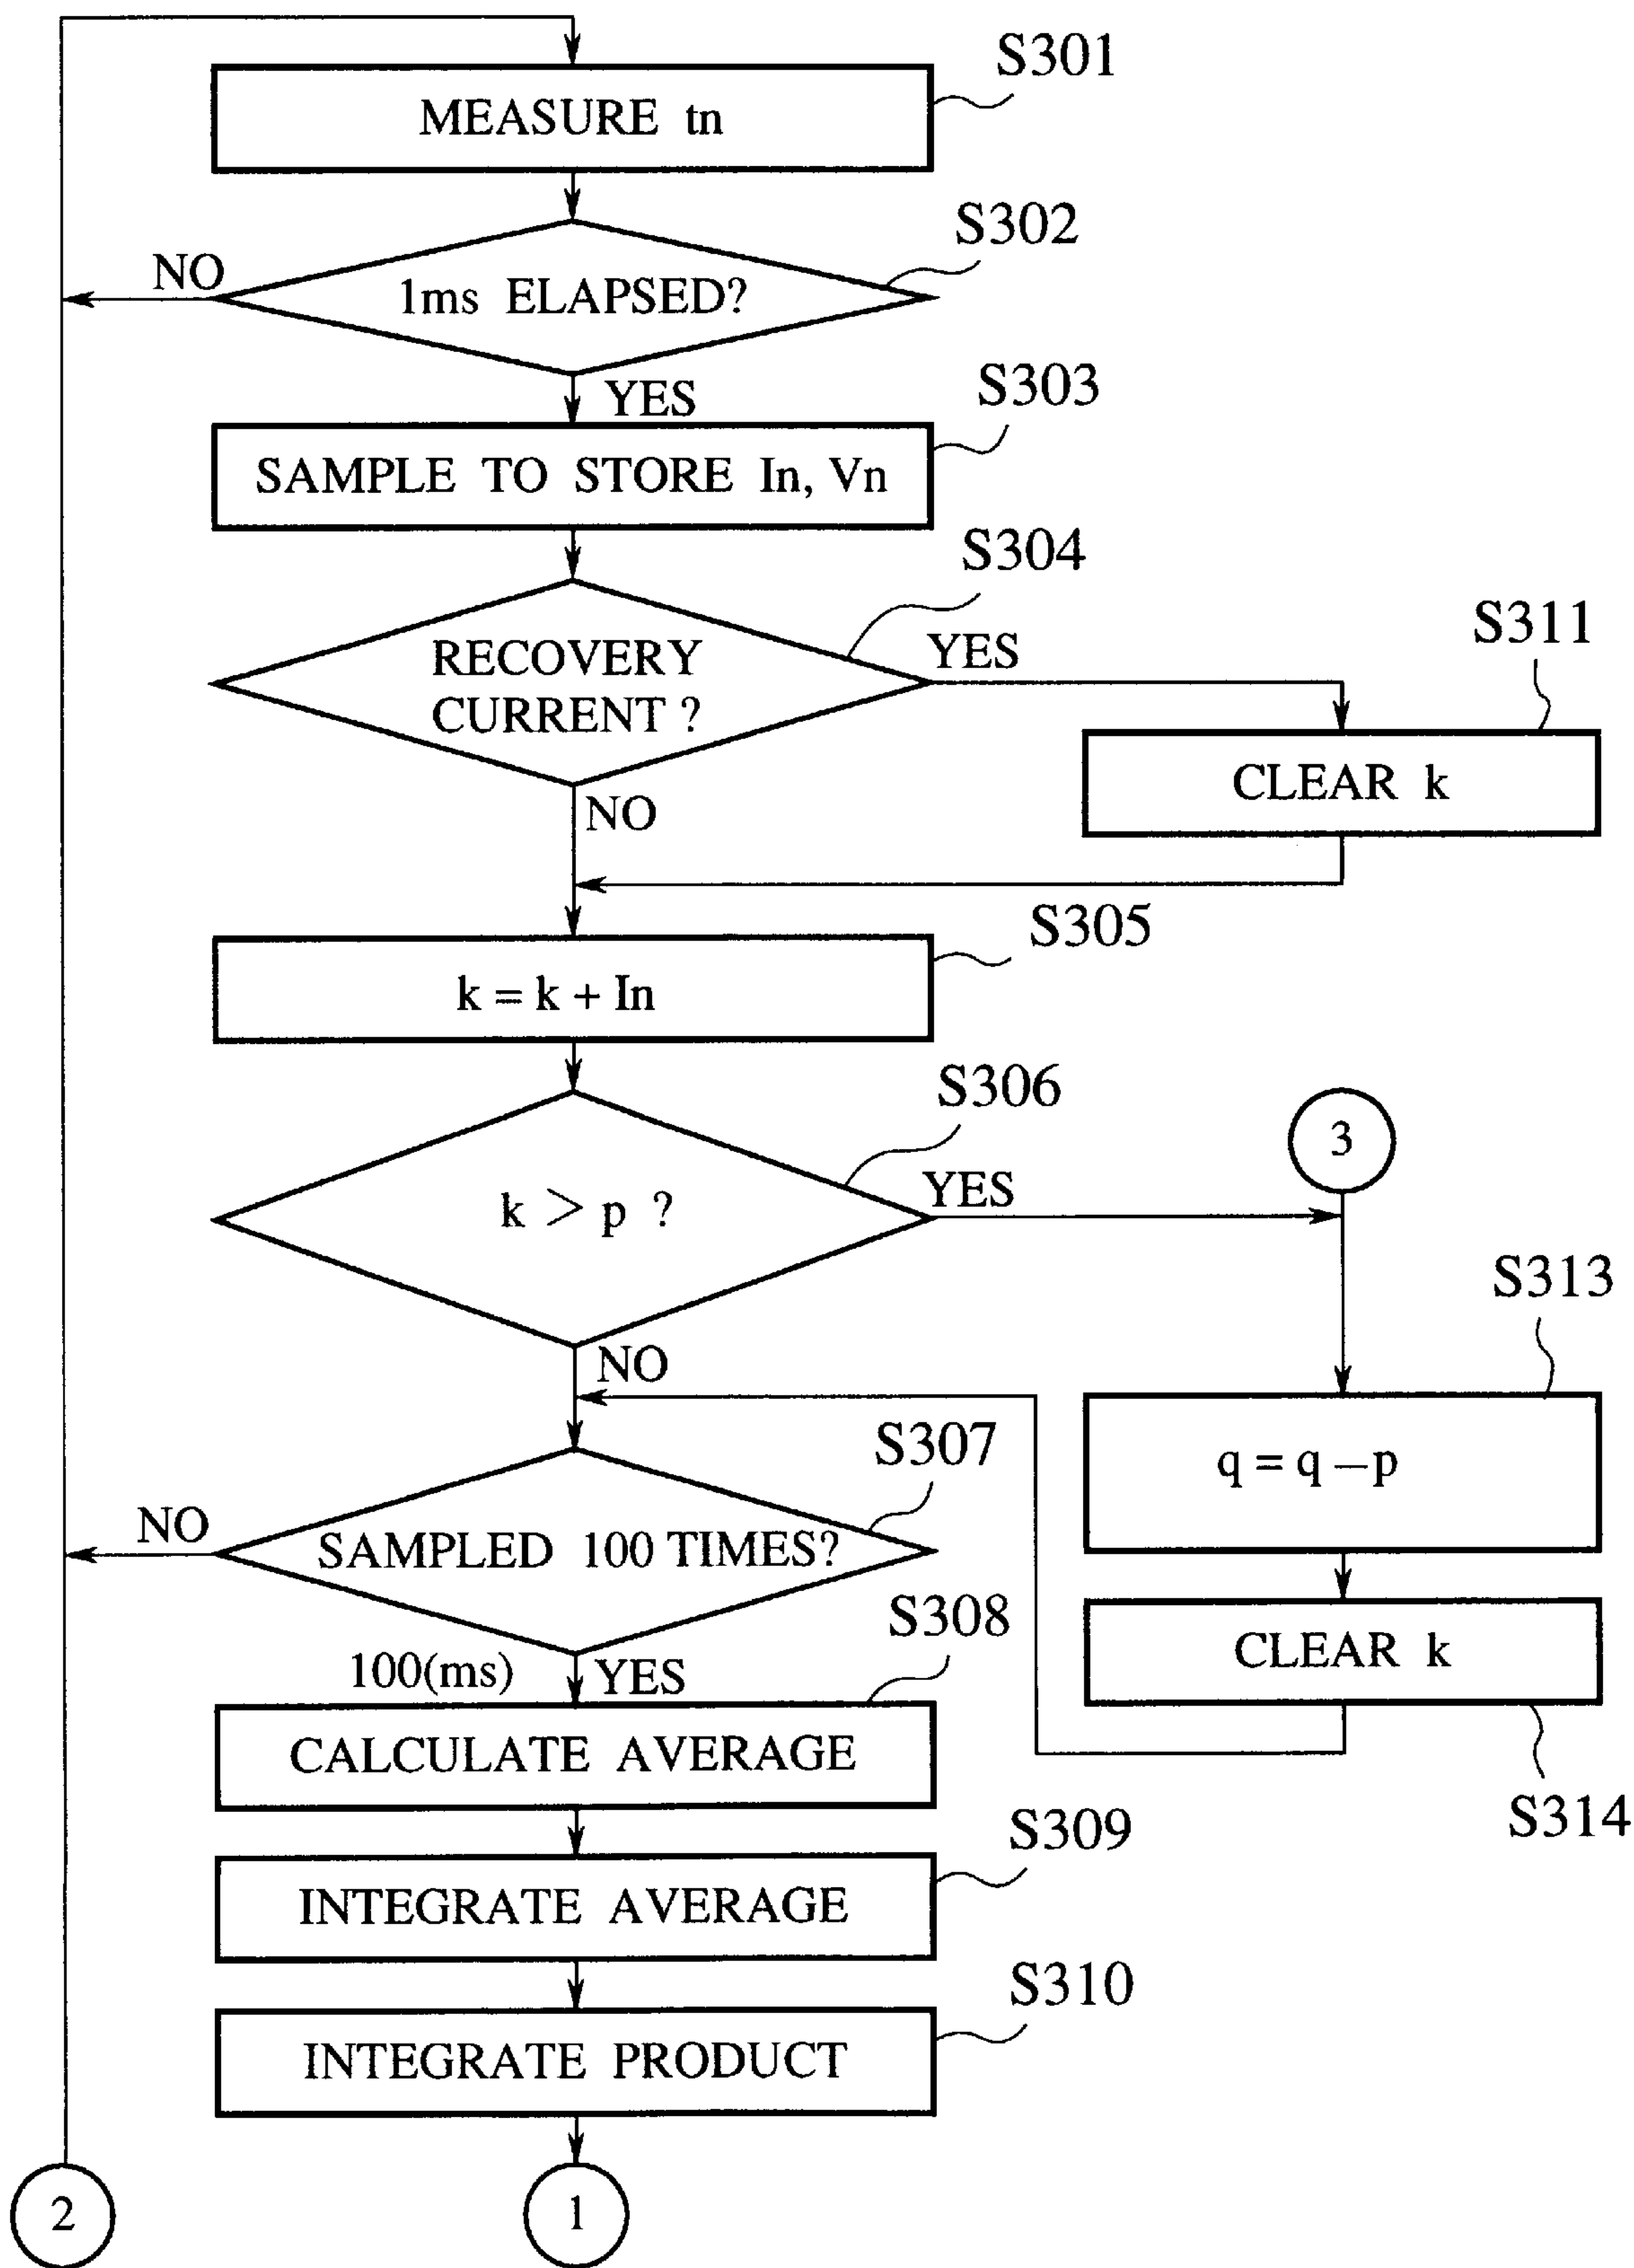 S301
MEASURE tn
S302
NO
1ms ELAPSED?
YES
S303
SAMPLE TO STORE In, Vn
S304
RECOVERY
CURRENT ?
YES
S311
CLEAR k
NO
S305
k = k + In
S306
3
k > p ?
YES
S313
NO
q = q – p
S307
NO
SAMPLED 100 TIMES?
CLEAR k
S314
S308
100(ms)
YES
CALCULATE AVERAGE
S309
INTEGRATE AVERAGE
S310
INTEGRATE PRODUCT
2
1